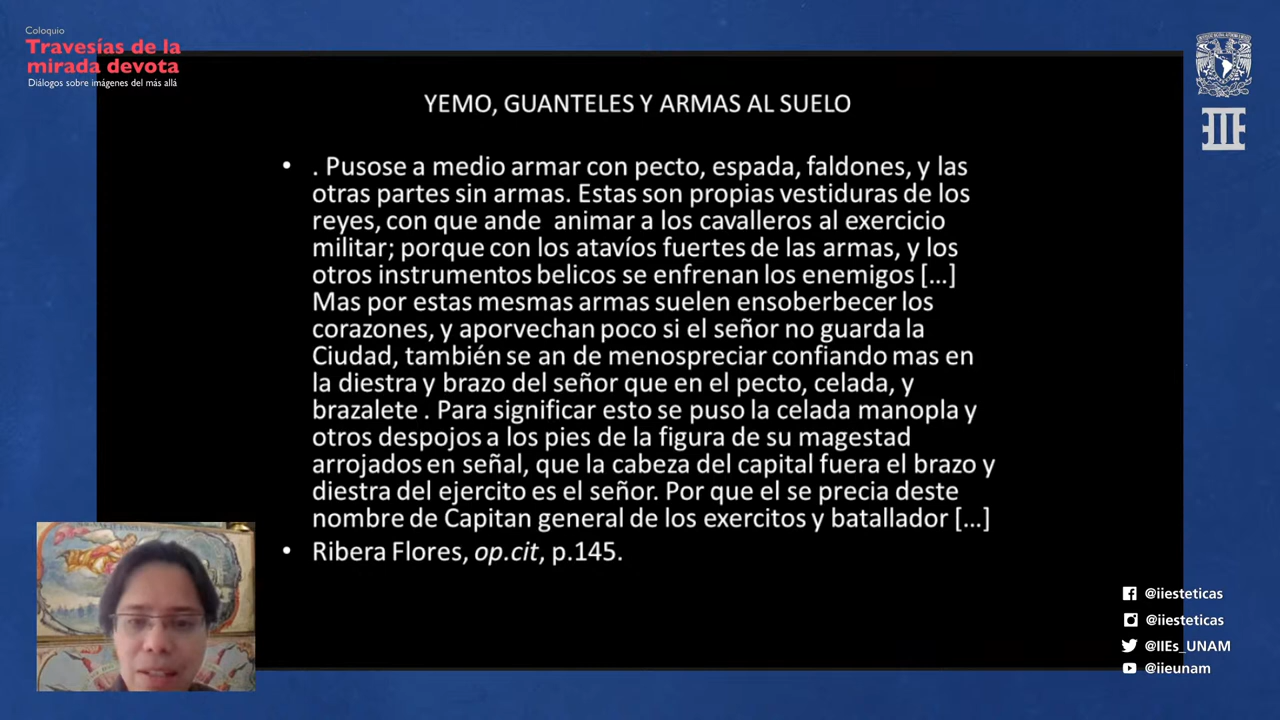 Coloquio
Travesías de la
mirada devota
Diálogos sobre imágenes del más allá
YEMO, GUANTELES Y ARMAS AL SUELO
• . Pusose a medio armar con pecto, espada, faldones, y las
otras partes sin armas. Estas son propias vestiduras de los
reyes, con que ande animar a los cavalleros al exercicio
militar; porque con los atavíos fuertes de las armas, y los
otros instrumentos belicos se enfrenan los enemigos [...]
Mas por estas mesmas armas suelen ensoberbecer los
corazones, y aporvechan poco si el señor no guarda la
Ciudad, también se an de menospreciar confiando mas en
la diestra y brazo del señor que en el pecto, celada, y
brazalete . Para significar esto se puso la celada manopla y
otros despojos a los pies de la figura de su magestad
arrojados en señal, que la cabeza del capital fuera el brazo y
diestra del ejercito es el señor. Por que el se precia deste
nombre de Capitan general de los exercitos y batallador [...]
• Ribera Flores, op.cit, p.145.
@iiesteticas
@iiesteticas
@IIEs_UNAM
@iieunam